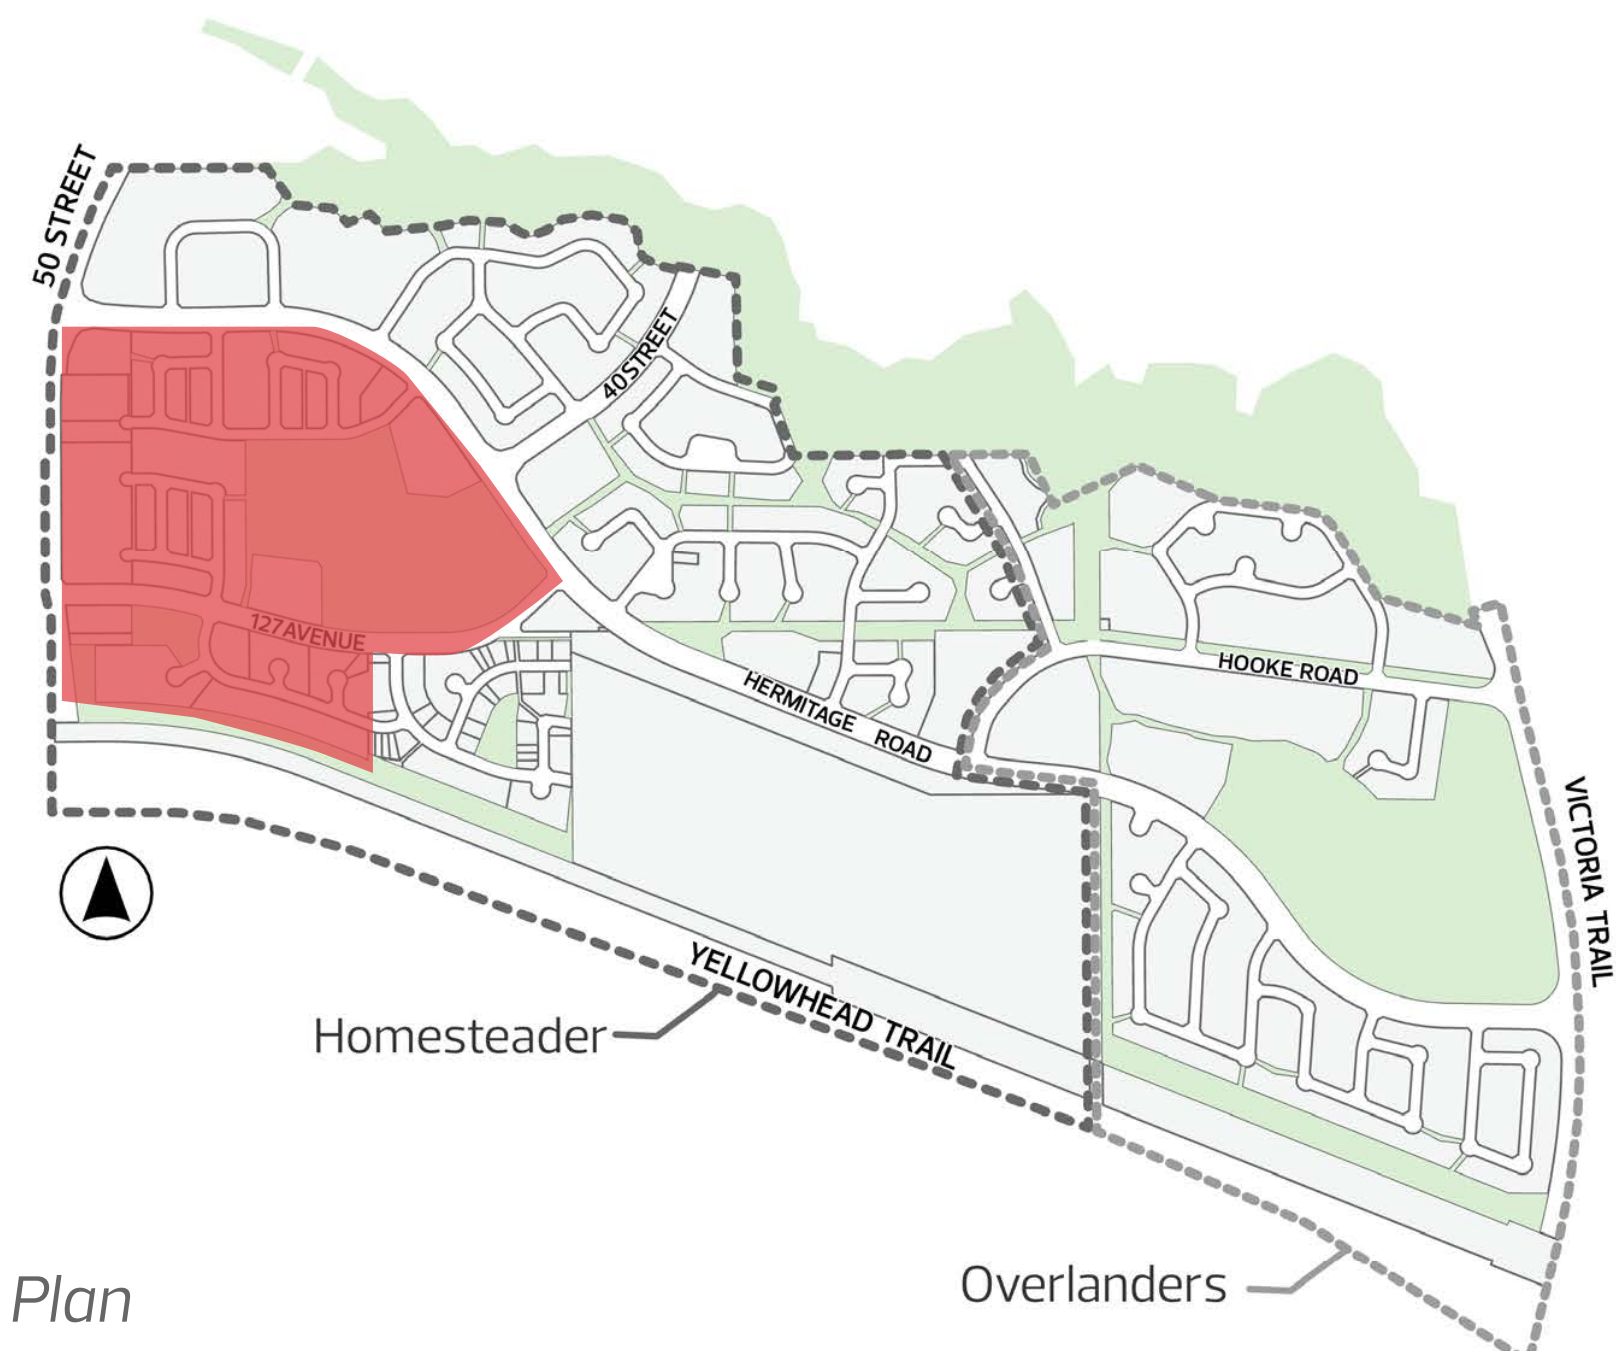 50 STREET
40 STREET
127 AVENUE
HOOKE ROAD
HERMITAGE ROAD
VICTORIA TRAIL
YELLOWHEAD TRAIL
Homesteader
Overlanders
Plan